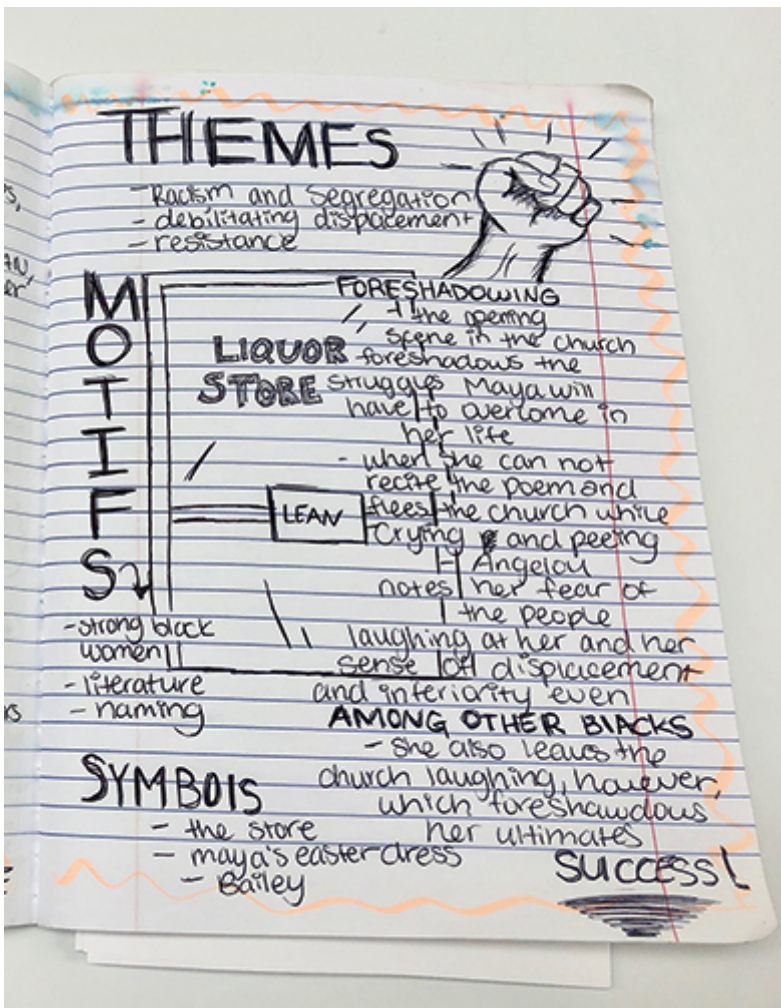 THEMES
- Racism and Segregation
- debilitating displacement
- resistance
MOTIFS
- strong black
women
- literature
- naming
LIQUOR
STORE
LEAN
FORESHADOWING
- the opening
scene in the church
foreshadows the
struggles Maya will
have to overcome in
her life
- when she can not
recite the poem and
flees the church while
crying and peeing
Angelou
notes her fear of
the people
laughing at her and her
sense of displacement
and inferiority even
AMONG OTHER BLACKS
- she also leaves the
church laughing, however,
which foreshawdous
her ultimates
SUCCESS!
SYMBOLS
- the store
- maya's easter dress
- Bailey